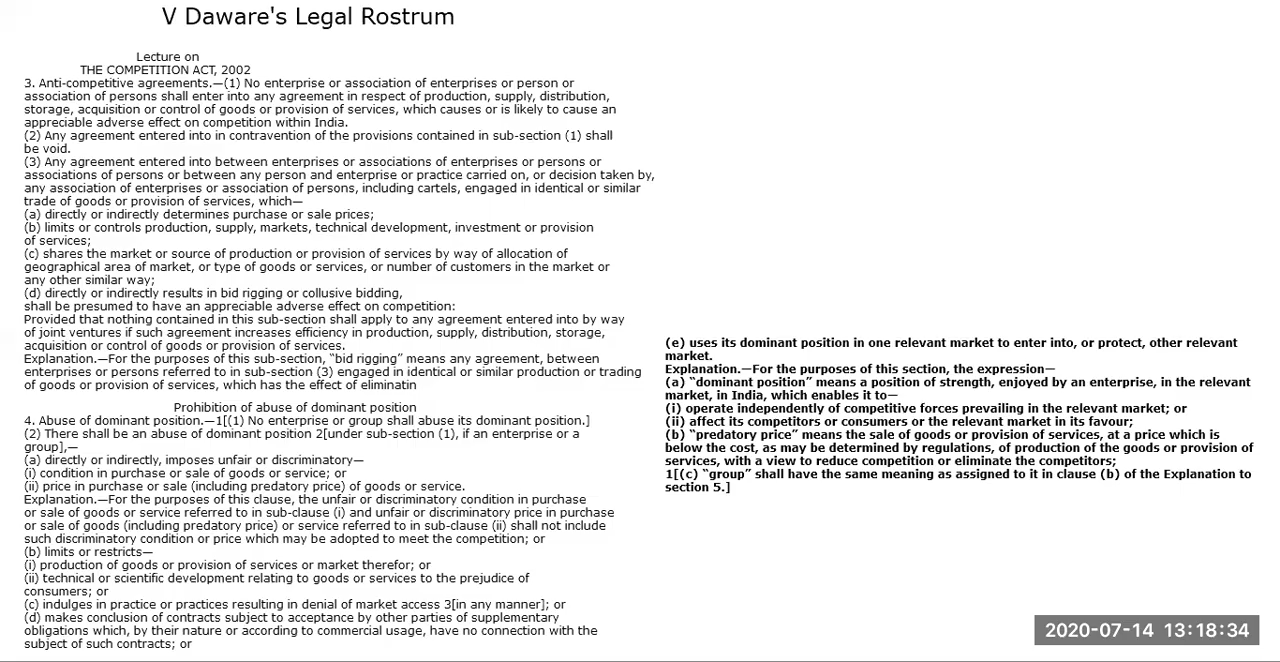 V Daware's Legal Rostrum
Lecture on
THE COMPETITION ACT, 2002
3. Anti-competitive agreements.—(1) No enterprise or association of enterprises or person or
association of persons shall enter into any agreement in respect of production, supply, distribution,
storage, acquisition or control of goods or provision of services, which causes or is likely to cause an
appreciable adverse effect on competition within India.
(2) Any agreement entered into in contravention of the provisions contained in sub-section (1) shall
be void.
(3) Any agreement entered into between enterprises or associations of enterprises or persons or
associations of persons or between any person and enterprise or practice carried on, or decision taken by,
any association of enterprises or association of persons, including cartels, engaged in identical or similar
trade of goods or provision of services, which—
(a) directly or indirectly determines purchase or sale prices;
(b) limits or controls production, supply, markets, technical development, investment or provision
of services;
(c) shares the market or source of production or provision of services by way of allocation of
geographical area of market, or type of goods or services, or number of customers in the market or
any other similar way;
(d) directly or indirectly results in bid rigging or collusive bidding,
shall be presumed to have an appreciable adverse effect on competition:
Provided that nothing contained in this sub-section shall apply to any agreement entered into by way
of joint ventures if such agreement increases efficiency in production, supply, distribution, storage,
acquisition or control of goods or provision of services.
Explanation.—For the purposes of this sub-section, “bid rigging” means any agreement, between
enterprises or persons referred to in sub-section (3) engaged in identical or similar production or trading
of goods or provision of services, which has the effect of eliminatin
Prohibition of abuse of dominant position
4. Abuse of dominant position.—1[(1) No enterprise or group shall abuse its dominant position.]
(2) There shall be an abuse of dominant position 2[under sub-section (1), if an enterprise or a
group],—
(a) directly or indirectly, imposes unfair or discriminatory—
(i) condition in purchase or sale of goods or service; or
(ii) price in purchase or sale (including predatory price) of goods or service.
Explanation.—For the purposes of this clause, the unfair or discriminatory condition in purchase
or sale of goods or service referred to in sub-clause (i) and unfair or discriminatory price in purchase
or sale of goods (including predatory price) or service referred to in sub-clause (ii) shall not include
such discriminatory condition or price which may be adopted to meet the competition; or
(b) limits or restricts—
(i) production of goods or provision of services or market therefor; or
(ii) technical or scientific development relating to goods or services to the prejudice of
consumers; or
(c) indulges in practice or practices resulting in denial of market access 3[in any manner]; or
(d) makes conclusion of contracts subject to acceptance by other parties of supplementary
obligations which, by their nature or according to commercial usage, have no connection with the
subject of such contracts; or
(e) uses its dominant position in one relevant market to enter into, or protect, other relevant
market.
Explanation.—For the purposes of this section, the expression—
(a) “dominant position” means a position of strength, enjoyed by an enterprise, in the relevant
market, in India, which enables it to—
(i) operate independently of competitive forces prevailing in the relevant market; or
(ii) affect its competitors or consumers or the relevant market in its favour;
(b) “predatory price” means the sale of goods or provision of services, at a price which is
below the cost, as may be determined by regulations, of production of the goods or provision of
services, with a view to reduce competition or eliminate the competitors;
1[(c) “group” shall have the same meaning as assigned to it in clause (b) of the Explanation to
section 5.]
2020-07-14 13:18:34